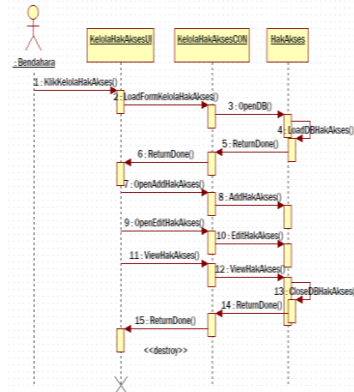 KelolaHakAksesUI
KelolaHakAksesCON
HakAkses
: Bendahara
1 : KlikKelolaHakAkses()
2 : LoadFormKelolaHakAkses()
3 : OpenDB()
4 : LoadDBHakAkses()
5 : ReturnDone()
6 : ReturnDone()
7 : OpenAddHakAkses()
8 : AddHakAkses()
9 : OpenEditHakAkses()
10 : EditHakAkses()
11 : ViewHakAkses()
12 : ViewHakAkses()
13 : CloseDBHakAkses()
14 : ReturnDone()
15 : ReturnDone()
<<destroy>>